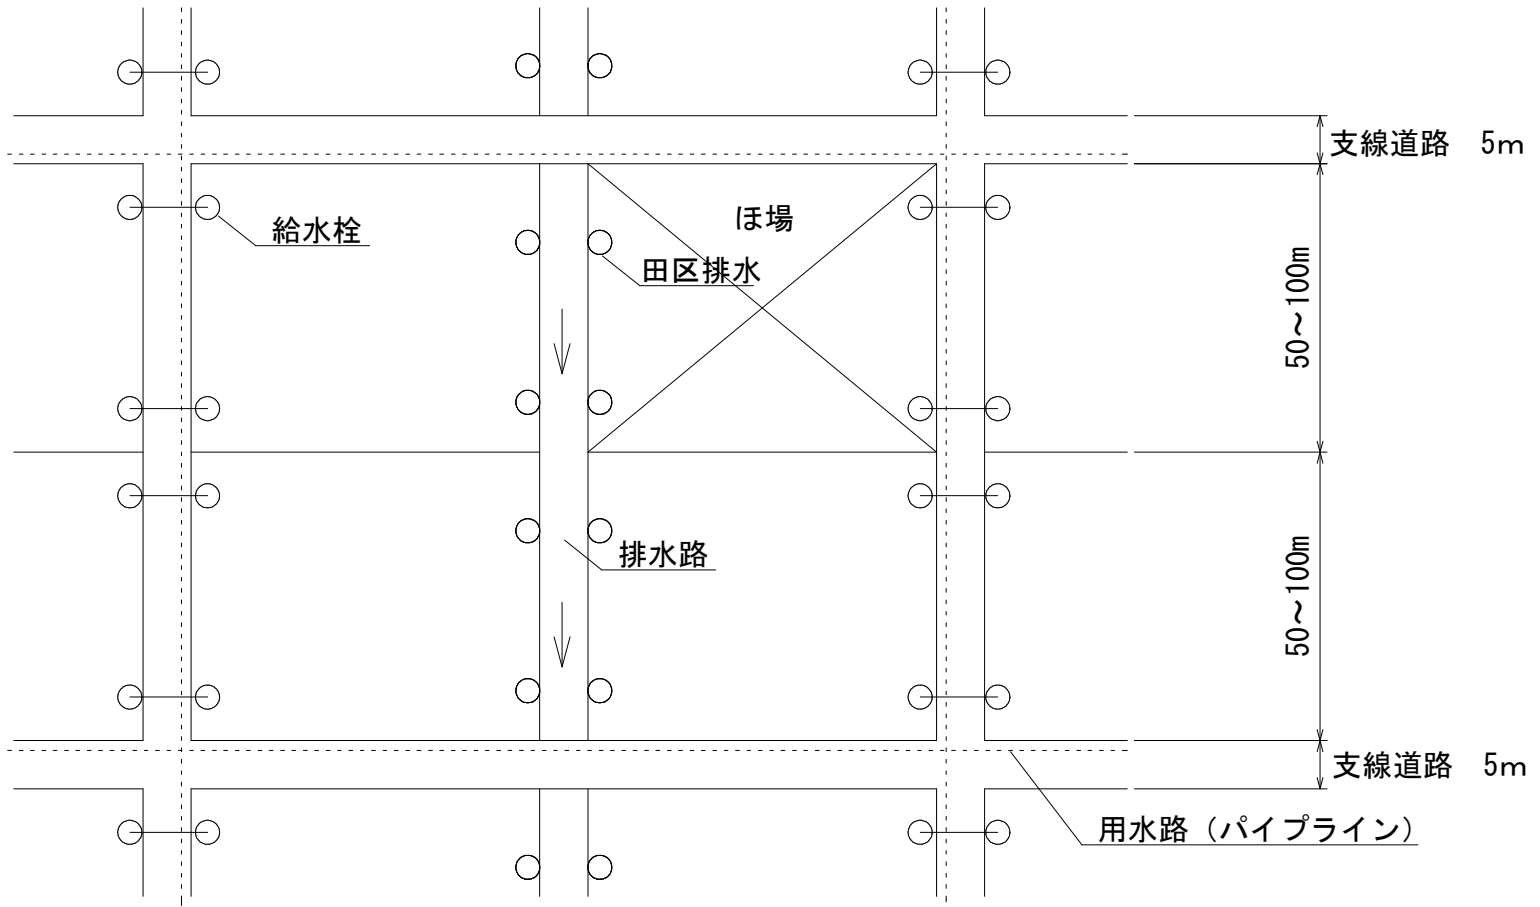 支線道路　5m
ほ場
給水栓
田区排水
50～100m
排水路
50～100m
支線道路　5m
用水路（パイプライン）